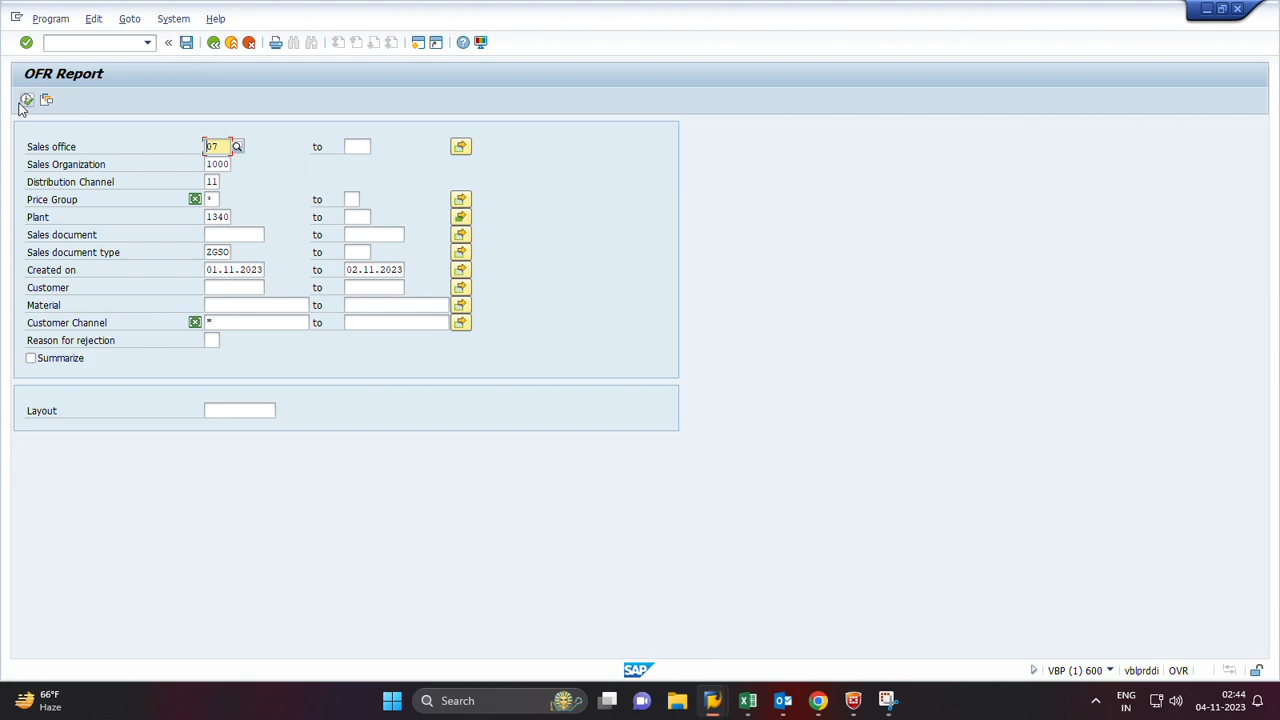 Program Edit Goto System Help
OFR Report
Sales office 07 to
Sales Organization 1000
Distribution Channel 11
Price Group * to
Plant 1340 to
Sales document to
Sales document type ZGSO to
Created on 01.11.2023 to 02.11.2023
Customer to
Material to
Customer Channel * to
Reason for rejection
Summarize
Layout
SAP
VBP (1) 600 vblprddi OVR
66°F
Haze
Search
ENG
IN
02:44
04-11-2023